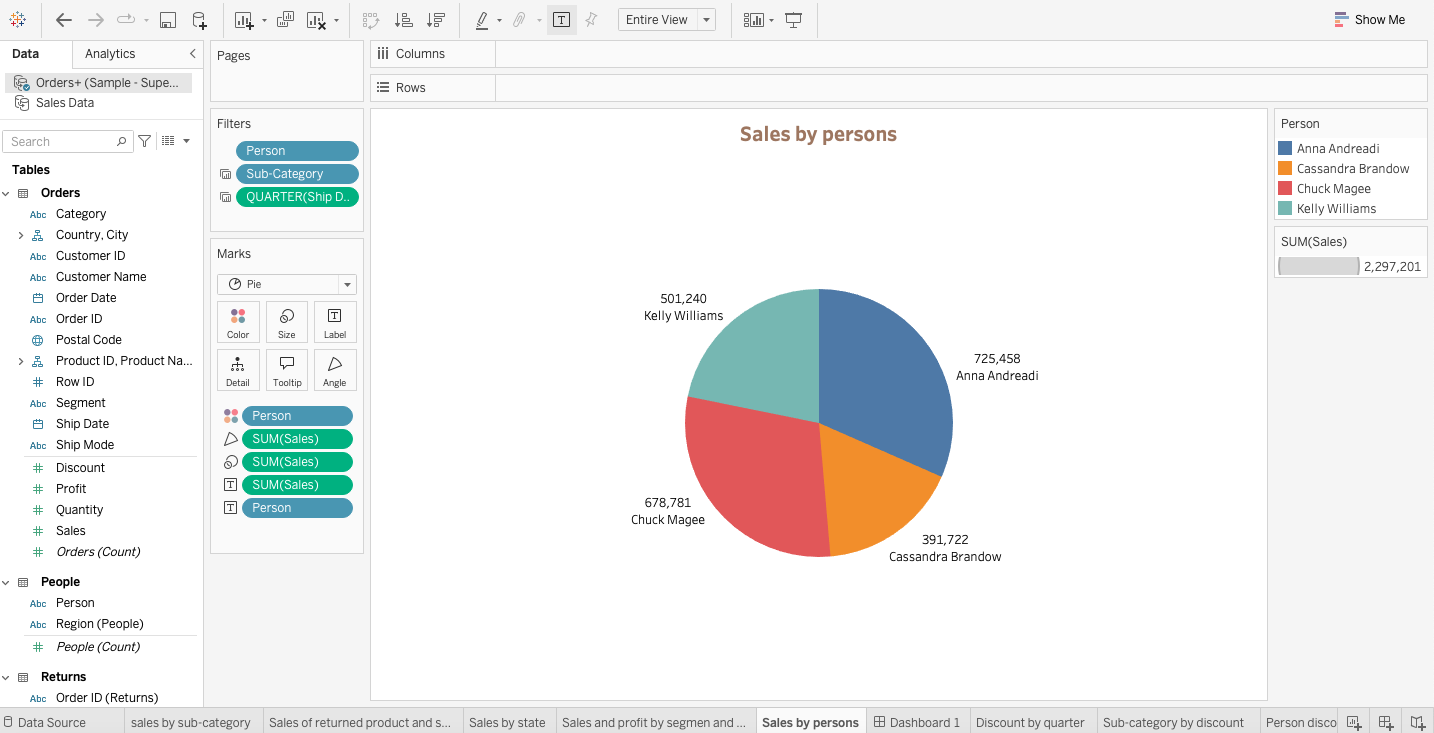 Entire View
Show Me
Data
Analytics
Orders+ (Sample - Supe...
Sales Data
Search
Tables
Orders
Abc Category
Country, City
Abc Customer ID
Abc Customer Name
Order Date
Abc Order ID
Postal Code
Product ID, Product Na...
Row ID
Abc Segment
Ship Date
Abc Ship Mode
Discount
Profit
Quantity
Sales
Orders (Count)
People
Abc Person
Abc Region (People)
People (Count)
Returns
Abc Order ID (Returns)
Pages
Filters
Person
Sub-Category
QUARTER(Ship D..
Marks
Pie
Color
Size
T
Label
Detail
Tooltip
Angle
Person
SUM(Sales)
SUM(Sales)
T SUM(Sales)
T Person
Columns
Rows
Sales by persons
501,240
Kelly Williams
725,458
Anna Andreadi
678,781
Chuck Magee
391,722
Cassandra Brandow
Person
Anna Andreadi
Cassandra Brandow
Chuck Magee
Kelly Williams
SUM(Sales)
2,297,201
Data Source
sales by sub-category
Sales of returned product and s...
Sales by state
Sales and profit by segmen and ...
Sales by persons
Dashboard 1
Discount by quarter
Sub-category by discount
Person disco